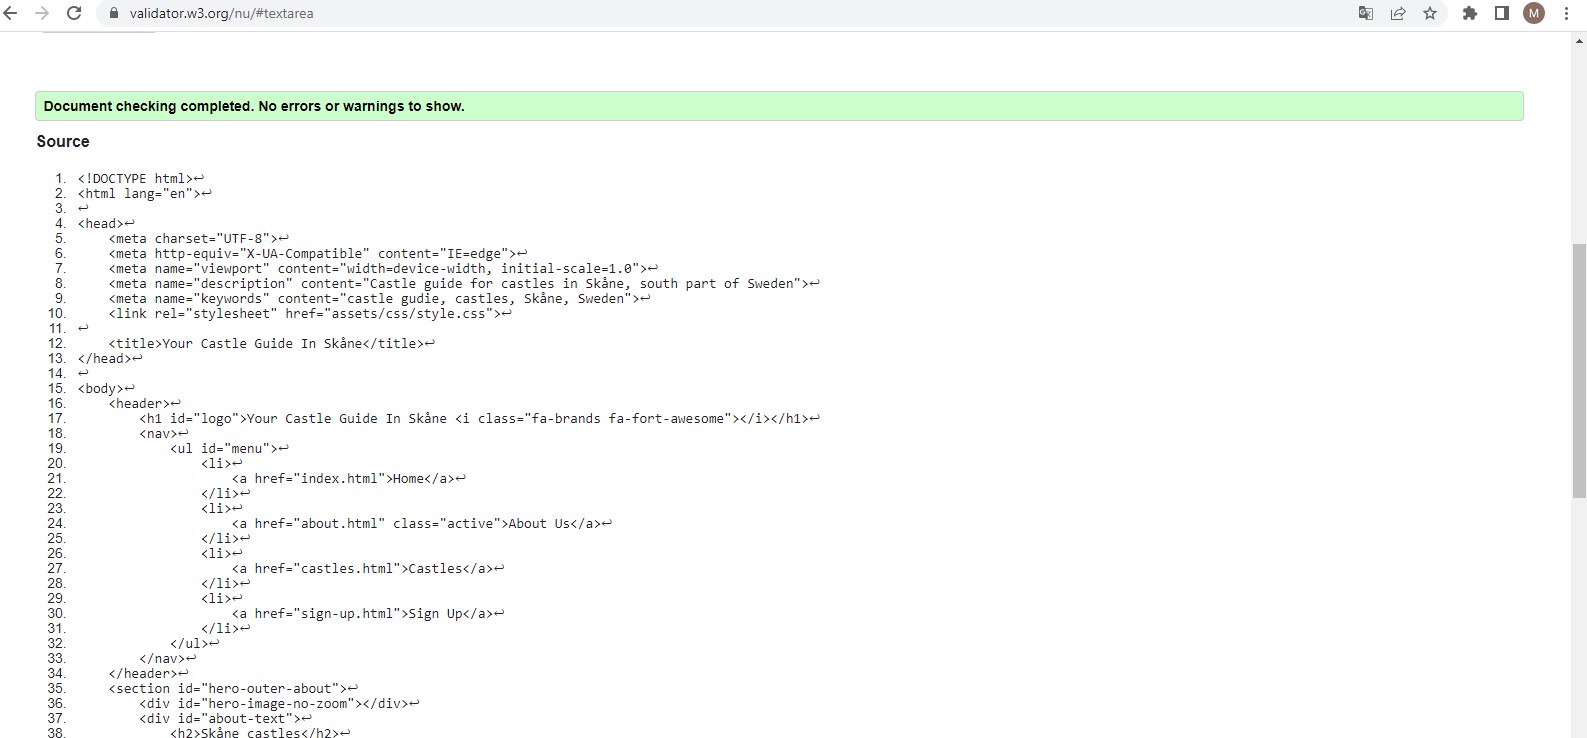 validator.w3.org/nu/#textarea
M
Document checking completed. No errors or warnings to show.
Source
1. <!DOCTYPE html>↩
2. <html lang="en">↩
3. ↩
4. <head>↩
5.     <meta charset="UTF-8">↩
6.     <meta http-equiv="X-UA-Compatible" content="IE=edge">↩
7.     <meta name="viewport" content="width=device-width, initial-scale=1.0">↩
8.     <meta name="description" content="Castle guide for castles in Skåne, south part of Sweden">↩
9.     <meta name="keywords" content="castle gudie, castles, Skåne, Sweden">↩
10.     <link rel="stylesheet" href="assets/css/style.css">↩
11. ↩
12.     <title>Your Castle Guide In Skåne</title>↩
13. </head>↩
14. ↩
15. <body>↩
16.     <header>↩
17.         <h1 id="logo">Your Castle Guide In Skåne <i class="fa-brands fa-fort-awesome"></i></h1>↩
18.         <nav>↩
19.             <ul id="menu">↩
20.                 <li>↩
21.                     <a href="index.html">Home</a>↩
22.                 </li>↩
23.                 <li>↩
24.                     <a href="about.html" class="active">About Us</a>↩
25.                 </li>↩
26.                 <li>↩
27.                     <a href="castles.html">Castles</a>↩
28.                 </li>↩
29.                 <li>↩
30.                     <a href="sign-up.html">Sign Up</a>↩
31.                 </li>↩
32.             </ul>↩
33.         </nav>↩
34.     </header>↩
35.     <section id="hero-outer-about">↩
36.         <div id="hero-image-no-zoom"></div>↩
37.         <div id="about-text">↩
38.             <h2>Skåne castles</h2>↩